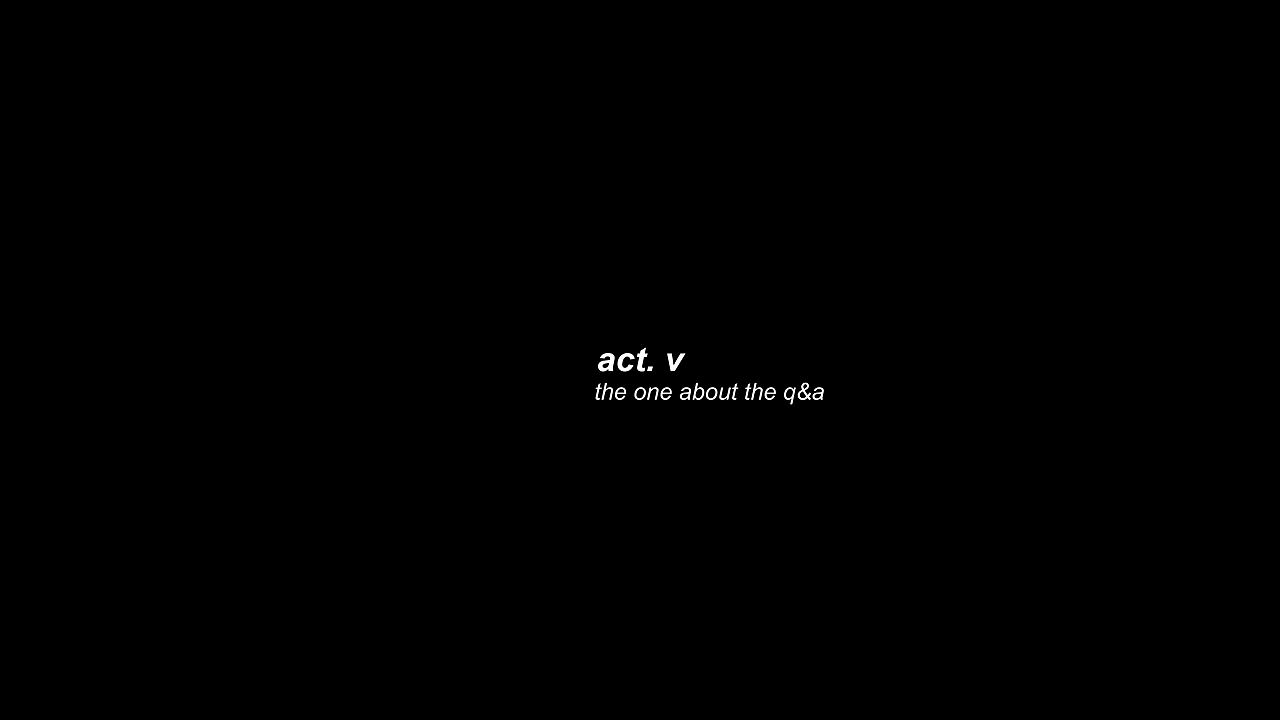 act. v
the one about the q&a